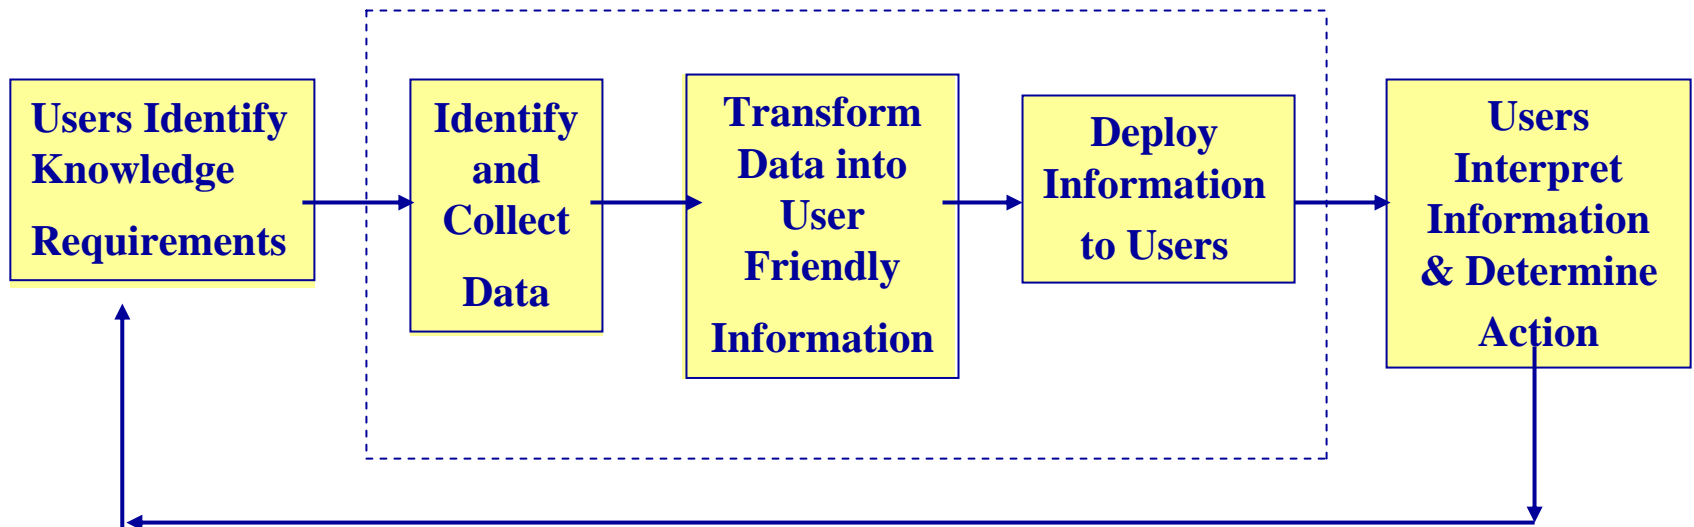 Users Identify
Knowledge
Requirements
Identify
and
Collect
Data
Transform
Data into
User
Friendly
Information
Deploy
Information
to Users
Users
Interpret
Information
& Determine
Action